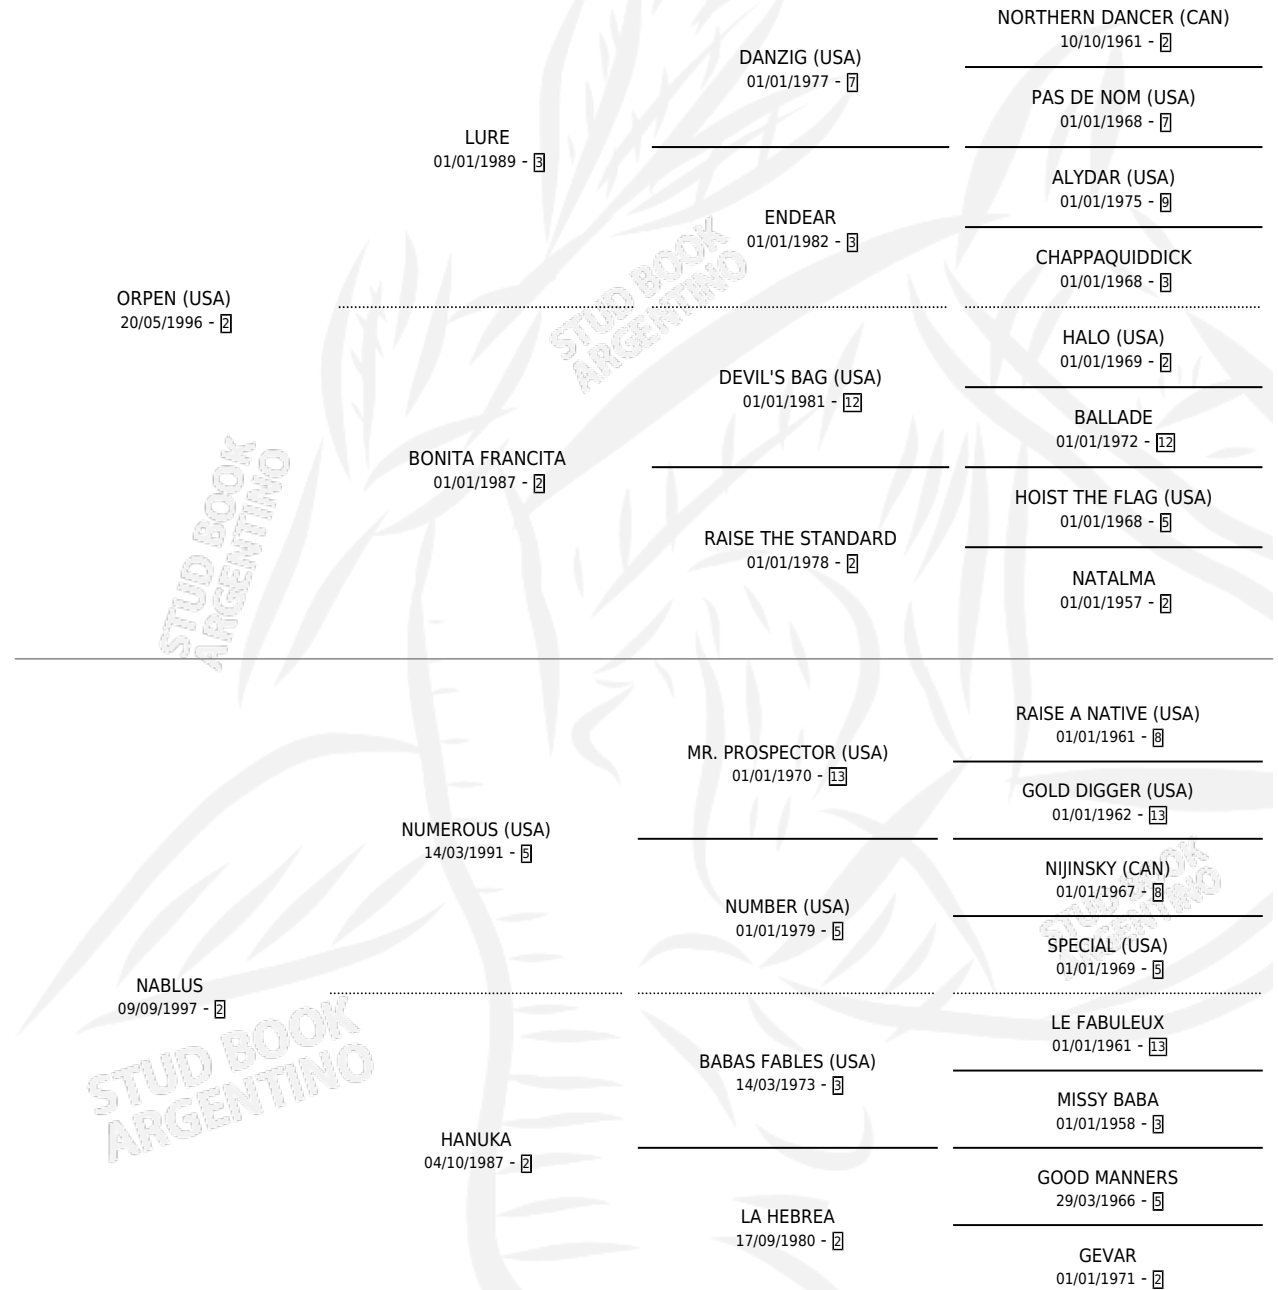 NORTHERN DANCER (CAN)
10/10/1961 - 2
DANZIG (USA)
01/01/1977 - 7
PAS DE NOM (USA)
01/01/1968 - 7
LURE
01/01/1989 - 3
ALYDAR (USA)
01/01/1975 - 9
ENDEAR
01/01/1982 - 3
CHAPPAQUIDDICK
01/01/1968 - 3
ORPEN (USA)
20/05/1996 - 2
HALO (USA)
01/01/1969 - 2
DEVIL'S BAG (USA)
01/01/1981 - 12
BALLADE
01/01/1972 - 12
BONITA FRANCITA
01/01/1987 - 2
HOIST THE FLAG (USA)
01/01/1968 - 5
RAISE THE STANDARD
01/01/1978 - 2
NATALMA
01/01/1957 - 2
RAISE A NATIVE (USA)
01/01/1961 - 8
MR. PROSPECTOR (USA)
01/01/1970 - 13
GOLD DIGGER (USA)
01/01/1962 - 13
NUMEROUS (USA)
14/03/1991 - 5
NIJINSKY (CAN)
01/01/1967 - 8
NUMBER (USA)
01/01/1979 - 5
SPECIAL (USA)
01/01/1969 - 5
NABLUS
09/09/1997 - 2
LE FABULEUX
01/01/1961 - 13
BABAS FABLES (USA)
14/03/1973 - 3
MISSY BABA
01/01/1958 - 3
HANUKA
04/10/1987 - 2
GOOD MANNERS
29/03/1966 - 5
LA HEBREA
17/09/1980 - 2
GEVAR
01/01/1971 - 2
STUD BOOK
ARGENTINO
STUD BOOK
ARGENTINO
STUD BOOK
ARGENTINO
STUD BOOK
ARGENTINO